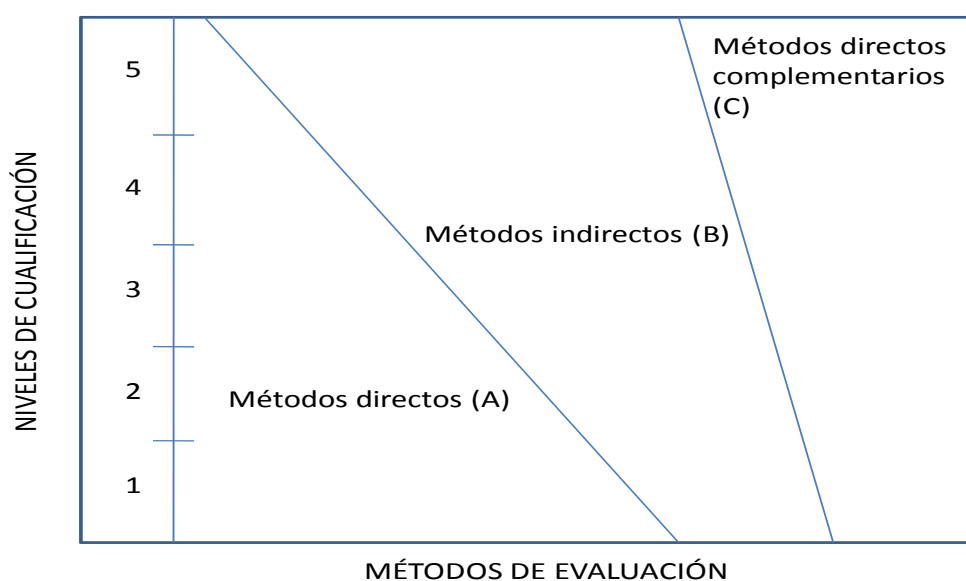 NIVELES DE CUALIFICACIÓN
5
4
3
2
1
Métodos directos
complementarios
(C)
Métodos indirectos (B)
Métodos directos (A)
MÉTODOS DE EVALUACIÓN